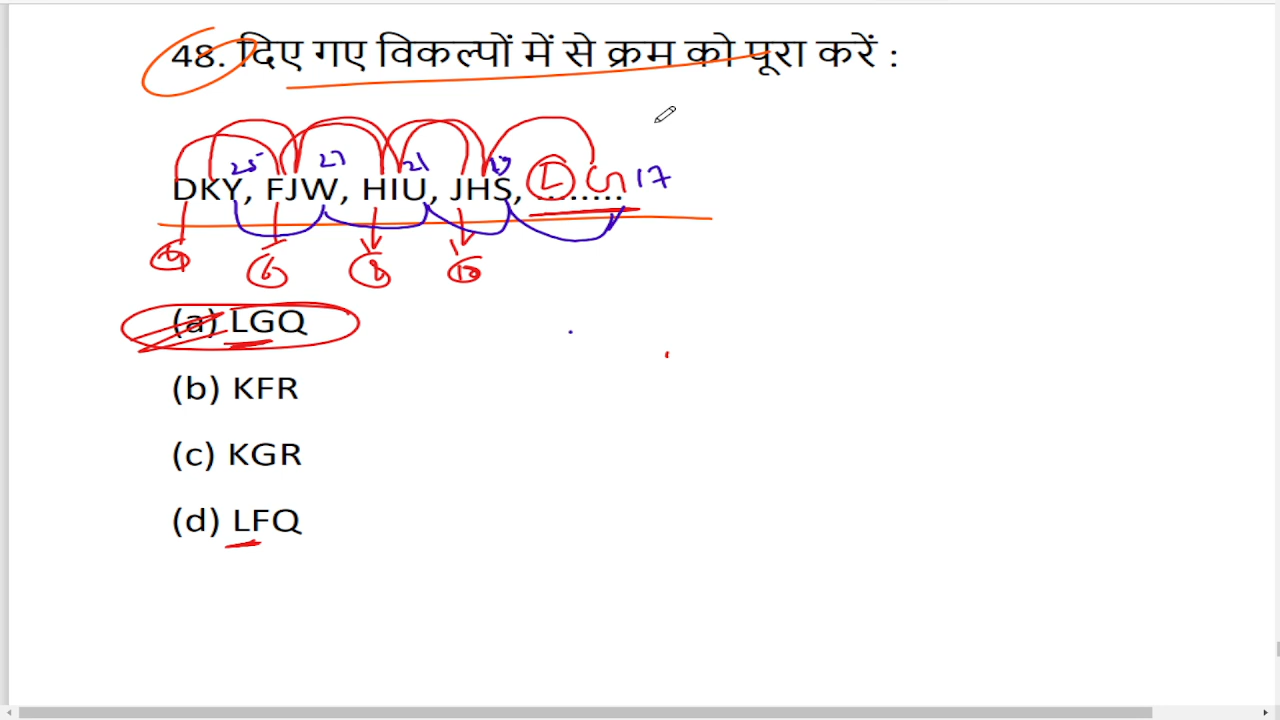 48. दिए गए विकल्पों में से क्रम को पूरा करें :
25 27 21 19
DKY, FJW, HIU, JHS, ........ L G 17
4 6 8 10
(a) LGQ
(b) KFR
(c) KGR
(d) LFQ